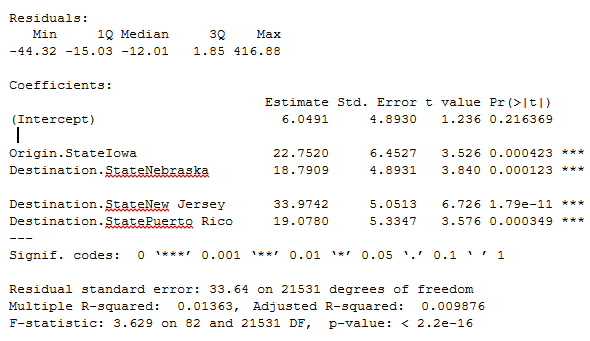 Residuals:
   Min     1Q Median     3Q    Max
-44.32 -15.03 -12.01   1.85 416.88
Coefficients:
                            Estimate Std. Error t value Pr(>|t|)
(Intercept)                   6.0491     4.8930   1.236 0.216369
Origin.StateIowa             22.7520     6.4527   3.526 0.000423 ***
Destination.StateNebraska    18.7909     4.8931   3.840 0.000123 ***
Destination.StateNew Jersey  33.9742     5.0513   6.726 1.79e-11 ***
Destination.StatePuerto Rico 19.0780     5.3347   3.576 0.000349 ***
---
Signif. codes:  0 ‘***’ 0.001 ‘**’ 0.01 ‘*’ 0.05 ‘.’ 0.1 ‘ ’ 1
Residual standard error: 33.64 on 21531 degrees of freedom
Multiple R-squared:  0.01363, Adjusted R-squared:  0.009876
F-statistic: 3.629 on 82 and 21531 DF,  p-value: < 2.2e-16